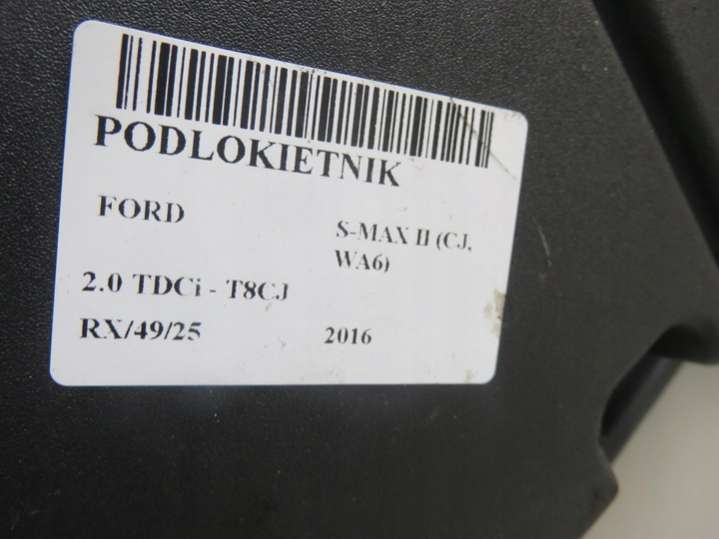 PODLOKIETNIK
FORD
S-MAX II (CJ,
WA6)
2.0 TDCi - T8CJ
RX/49/25
2016